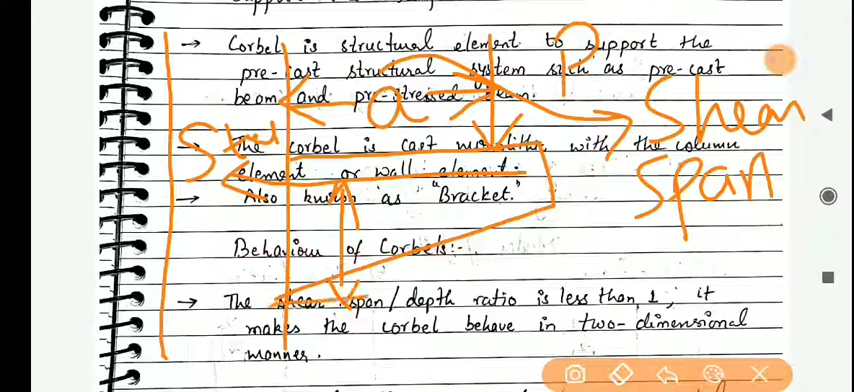 → Corbel is structural element to support the
pre-cast structural system such as pre-cast
beam and pre-stressed beam.
→ The corbel is cast monolithic with the column
element or wall element.
→ Also known as "Bracket."
Behaviour of Corbels:-
→ The shear span/depth ratio is less than 1, it
makes the corbel behave in two-dimensional
manner.
P
a
Shear
span
Steel